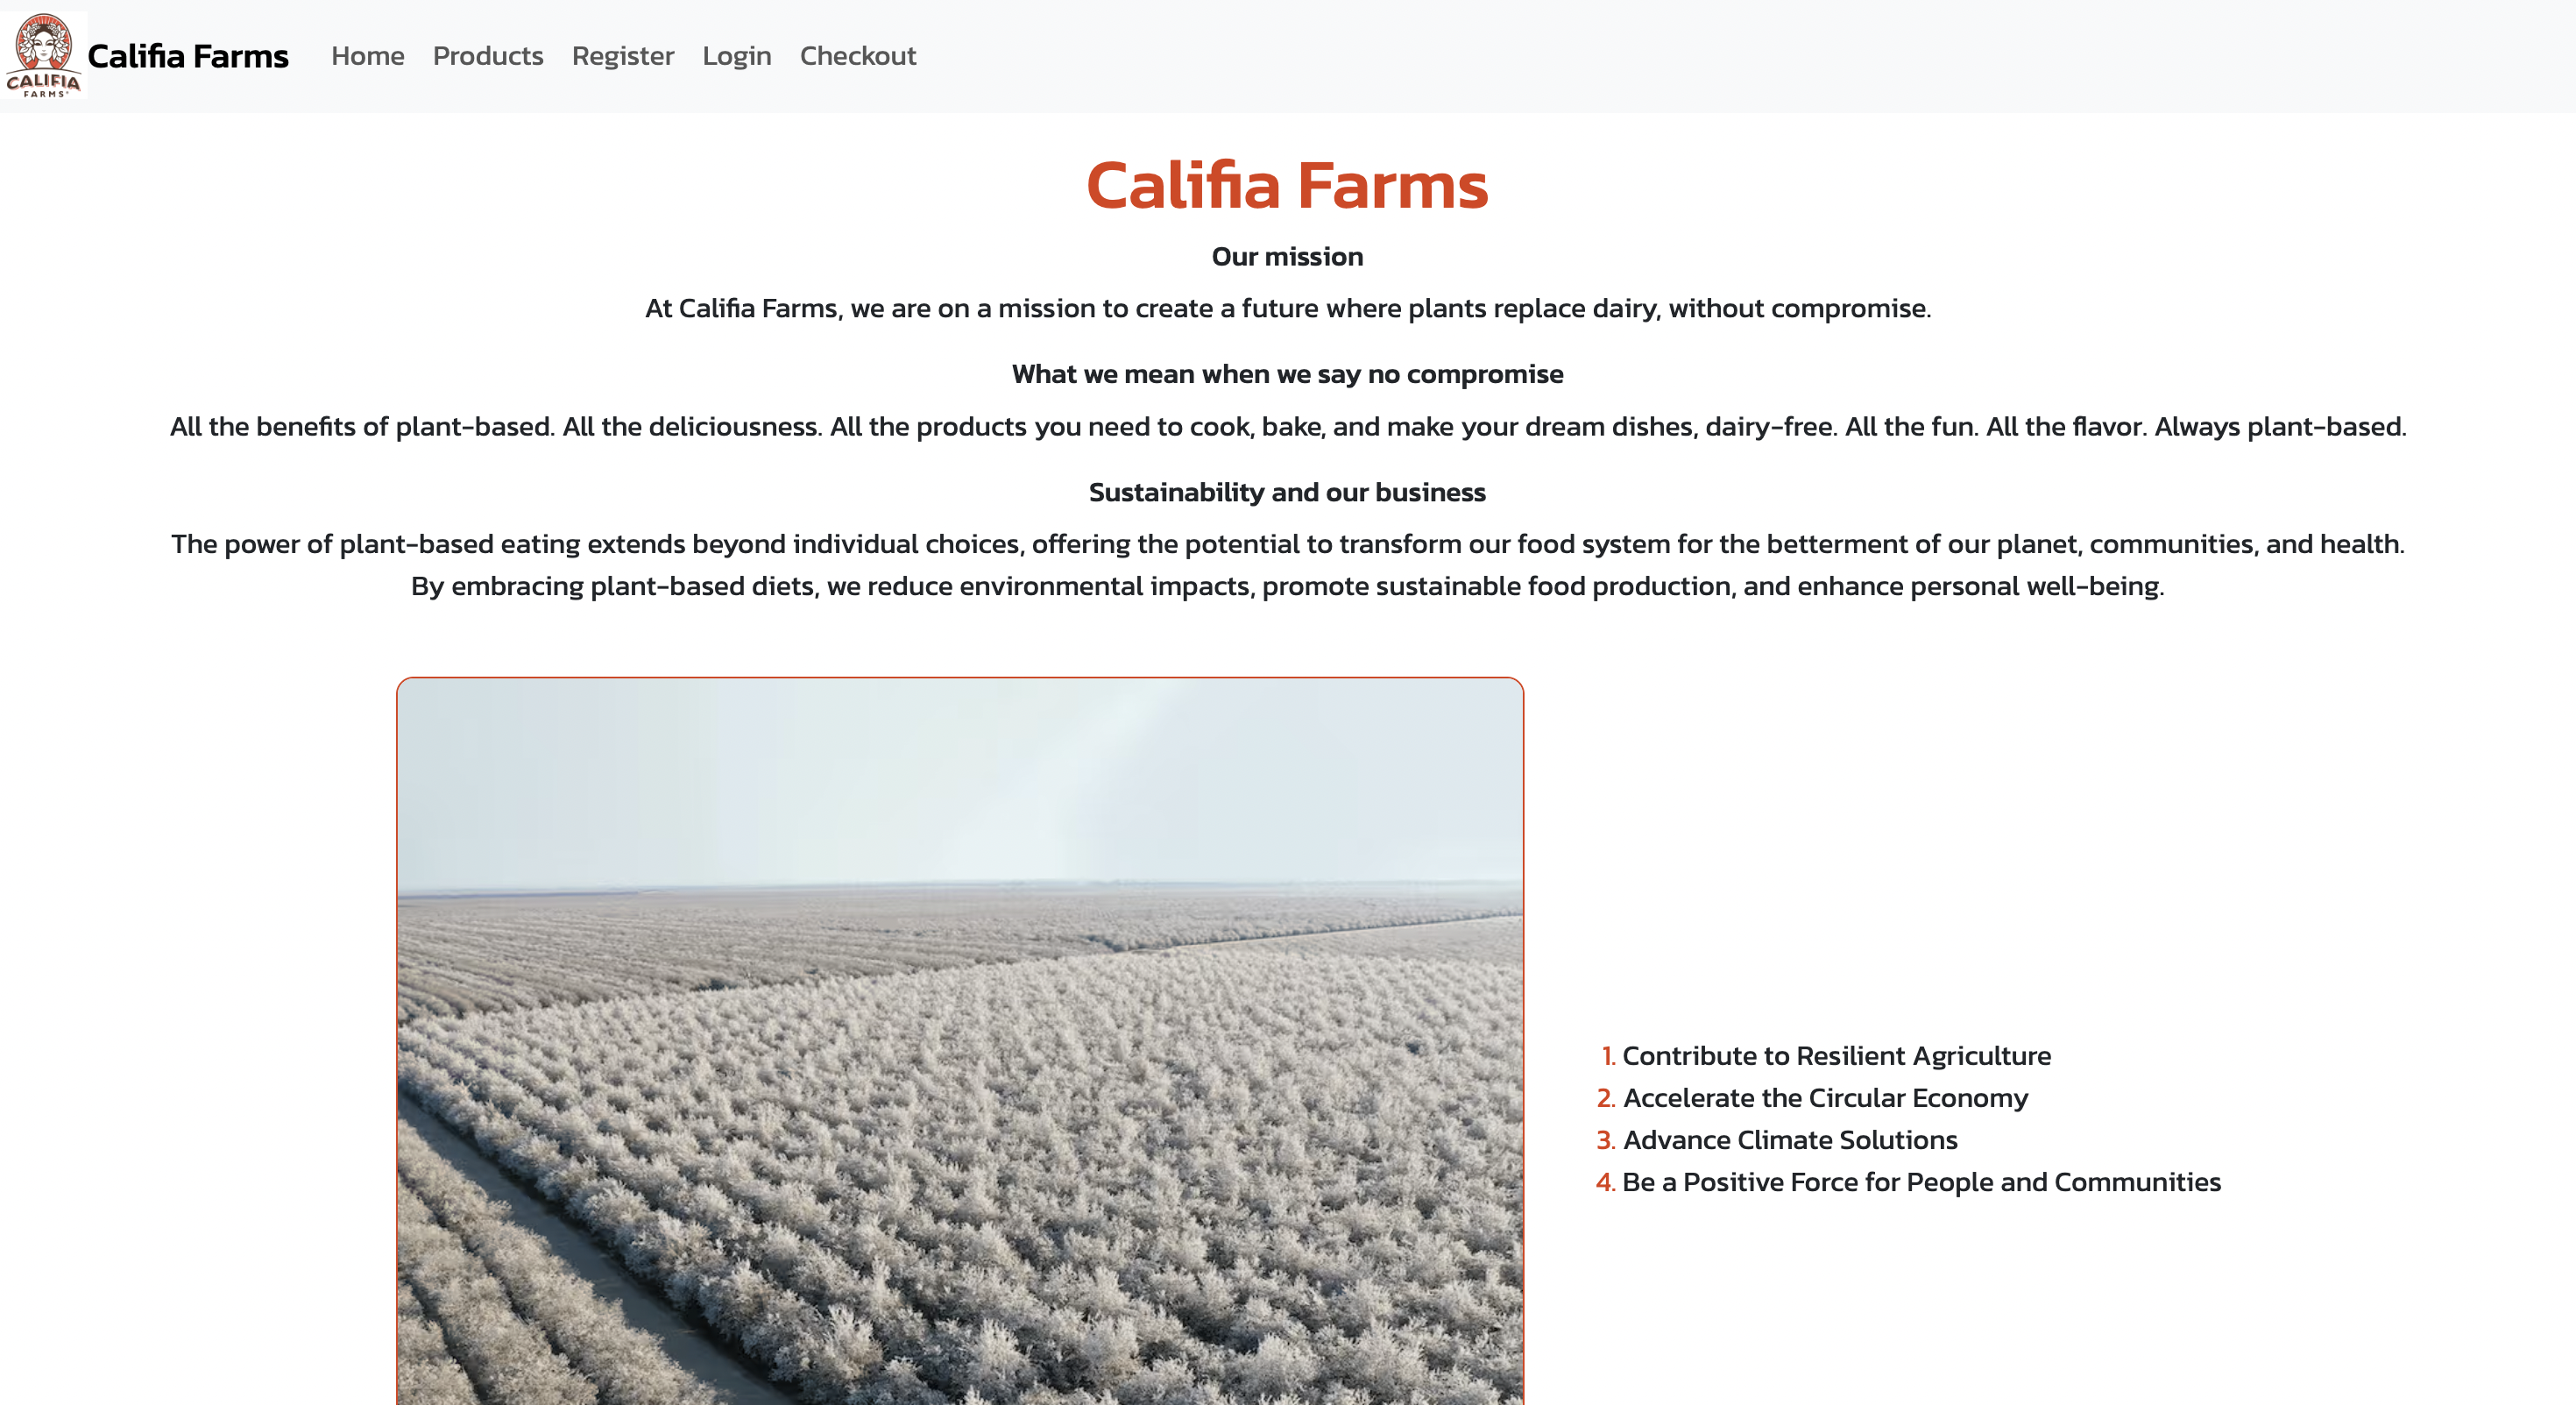 CALIFIA
FARMS
Califia Farms
Home
Products
Register
Login
Checkout
Califia Farms
Our mission
At Califia Farms, we are on a mission to create a future where plants replace dairy, without compromise.
What we mean when we say no compromise
All the benefits of plant-based. All the deliciousness. All the products you need to cook, bake, and make your dream dishes, dairy-free. All the fun. All the flavor. Always plant-based.
Sustainability and our business
The power of plant-based eating extends beyond individual choices, offering the potential to transform our food system for the betterment of our planet, communities, and health.
By embracing plant-based diets, we reduce environmental impacts, promote sustainable food production, and enhance personal well-being.
1. Contribute to Resilient Agriculture
2. Accelerate the Circular Economy
3. Advance Climate Solutions
4. Be a Positive Force for People and Communities